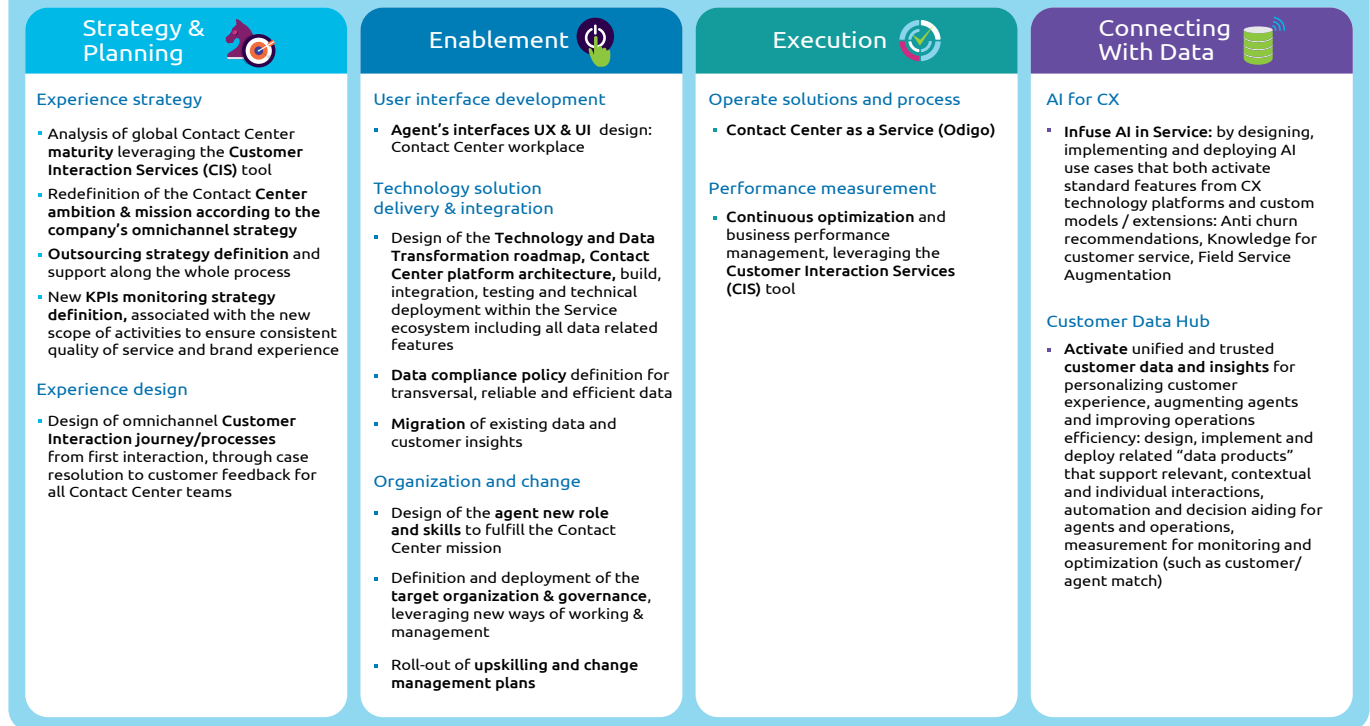 Strategy &
Planning
Experience strategy
▪ Analysis of global Contact Center
maturity leveraging the Customer
Interaction Services (CIS) tool
▪ Redefinition of the Contact Center
ambition & mission according to the
company's omnichannel strategy
▪ Outsourcing strategy definition and
support along the whole process
▪ New KPIs monitoring strategy
definition, associated with the new
scope of activities to ensure consistent
quality of service and brand experience
Experience design
▪ Design of omnichannel Customer
Interaction journey/processes
from first interaction, through case
resolution to customer feedback for
all Contact Center teams
Enablement
User interface development
▪ Agent's interfaces UX & UI design:
Contact Center workplace
Technology solution
delivery & integration
▪ Design of the Technology and Data
Transformation roadmap, Contact
Center platform architecture, build,
integration, testing and technical
deployment within the Service
ecosystem including all data related
features
▪ Data compliance policy definition for
transversal, reliable and efficient data
▪ Migration of existing data and
customer insights
Organization and change
▪ Design of the agent new role
and skills to fulfill the Contact
Center mission
▪ Definition and deployment of the
target organization & governance,
leveraging new ways of working &
management
▪ Roll-out of upskilling and change
management plans
Execution
Operate solutions and process
▪ Contact Center as a Service (Odigo)
Performance measurement
▪ Continuous optimization and
business performance
management, leveraging the
Customer Interaction Services
(CIS) tool
Connecting
With Data
AI for CX
▪ Infuse AI in Service: by designing,
implementing and deploying AI
use cases that both activate
standard features from CX
technology platforms and custom
models / extensions: Anti churn
recommendations, Knowledge for
customer service, Field Service
Augmentation
Customer Data Hub
▪ Activate unified and trusted
customer data and insights for
personalizing customer
experience, augmenting agents
and improving operations
efficiency: design, implement and
deploy related “data products”
that support relevant, contextual
and individual interactions,
automation and decision aiding for
agents and operations,
measurement for monitoring and
optimization (such as customer/
agent match)